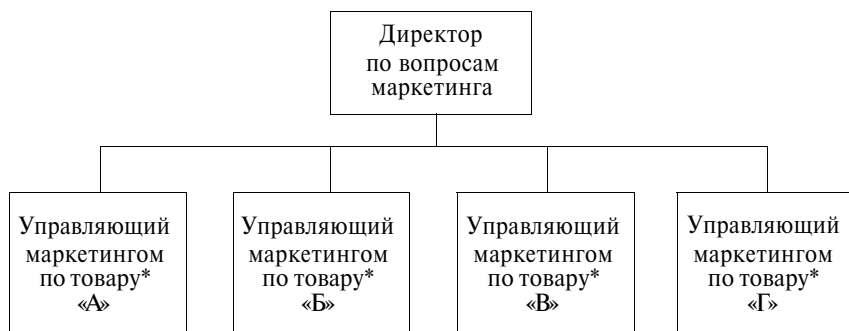 Директор
по вопросам
маркетинга
Управляющий
маркетингом
по товару*
«А»
Управляющий
маркетингом
по товару*
«Б»
Управляющий
маркетингом
по товару*
«В»
Управляющий
маркетингом
по товару*
«Г»